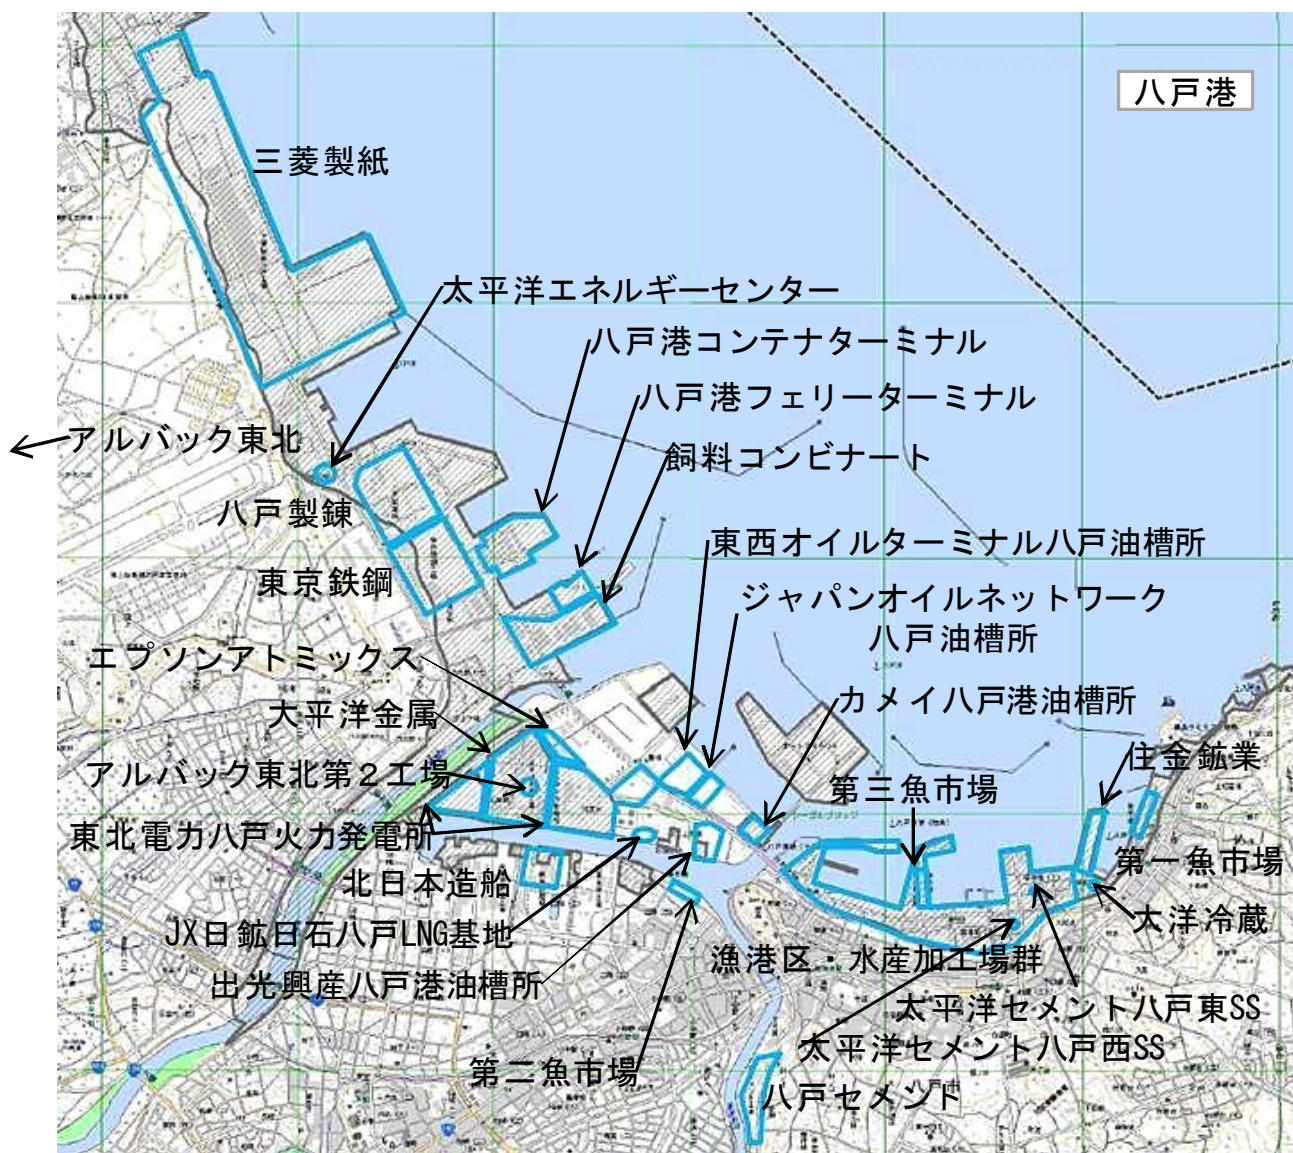 八戸港
三菱製紙
太平洋エネルギーセンター
八戸港コンテナターミナル
八戸港フェリーターミナル
アルバック東北
飼料コンビナート
八戸製錬
東西オイルターミナル八戸油槽所
東京鉄鋼
ジャパンオイルネットワーク
八戸油槽所
エプソンアトミックス
カメイ八戸港油槽所
大平洋金属
住金鉱業
アルバック東北第２工場
第三魚市場
東北電力八戸火力発電所
第一魚市場
北日本造船
大洋冷蔵
JX日鉱日石八戸LNG基地
漁港区・水産加工場群
出光興産八戸港油槽所
太平洋セメント八戸東SS
太平洋セメント八戸西SS
第二魚市場
八戸セメント